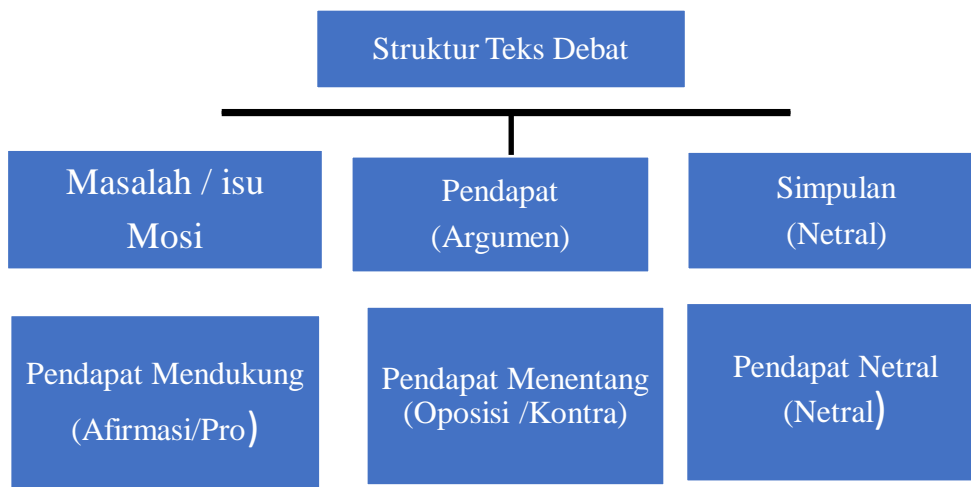 Struktur Teks Debat
Masalah / isu
Mosi
Pendapat
(Argumen)
Simpulan
(Netral)
Pendapat Mendukung
(Afirmasi/Pro)
Pendapat Menentang
(Oposisi /Kontra)
Pendapat Netral
(Netral)